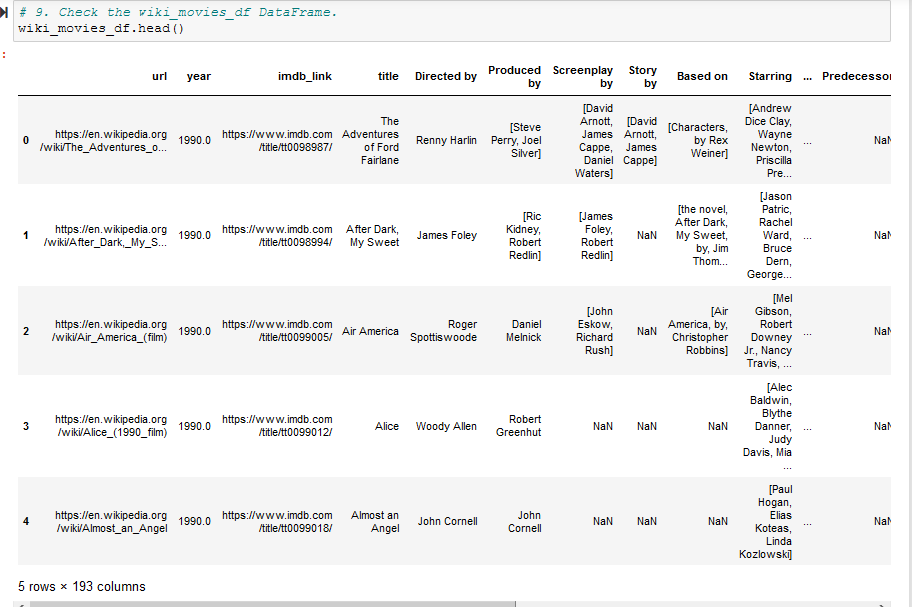 # 9. Check the wiki_movies_df DataFrame.
wiki_movies_df.head()
url year imdb_link title Directed by Produced by Screenplay by Story by Based on Starring ... Predecessor
0 https://en.wikipedia.org/wiki/The_Adventures_o... 1990.0 https://www.imdb.com/title/tt0098987/ The Adventures of Ford Fairlane Renny Harlin [Steve Perry, Joel Silver] [David Arnott, James Cappe, Daniel Waters] [David Arnott, James Cappe] [Characters, by Rex Weiner] [Andrew Dice Clay, Wayne Newton, Priscilla Pre... ... NaN
1 https://en.wikipedia.org/wiki/After_Dark,_My_S... 1990.0 https://www.imdb.com/title/tt0098994/ After Dark, My Sweet James Foley [Ric Kidney, Robert Redlin] [James Foley, Robert Redlin] NaN [the novel, After Dark, My Sweet, by, Jim Thom... [Jason Patric, Rachel Ward, Bruce Dern, George... ... NaN
2 https://en.wikipedia.org/wiki/Air_America_(film) 1990.0 https://www.imdb.com/title/tt0099005/ Air America Roger Spottiswoode Daniel Melnick [John Eskow, Richard Rush] NaN [Air America, by, Christopher Robbins] [Mel Gibson, Robert Downey Jr., Nancy Travis, ... ... NaN
3 https://en.wikipedia.org/wiki/Alice_(1990_film) 1990.0 https://www.imdb.com/title/tt0099012/ Alice Woody Allen Robert Greenhut NaN NaN NaN [Alec Baldwin, Blythe Danner, Judy Davis, Mia ... ... NaN
4 https://en.wikipedia.org/wiki/Almost_an_Angel 1990.0 https://www.imdb.com/title/tt0099018/ Almost an Angel John Cornell John Cornell NaN NaN NaN [Paul Hogan, Elias Koteas, Linda Kozlowski] ... NaN
5 rows × 193 columns